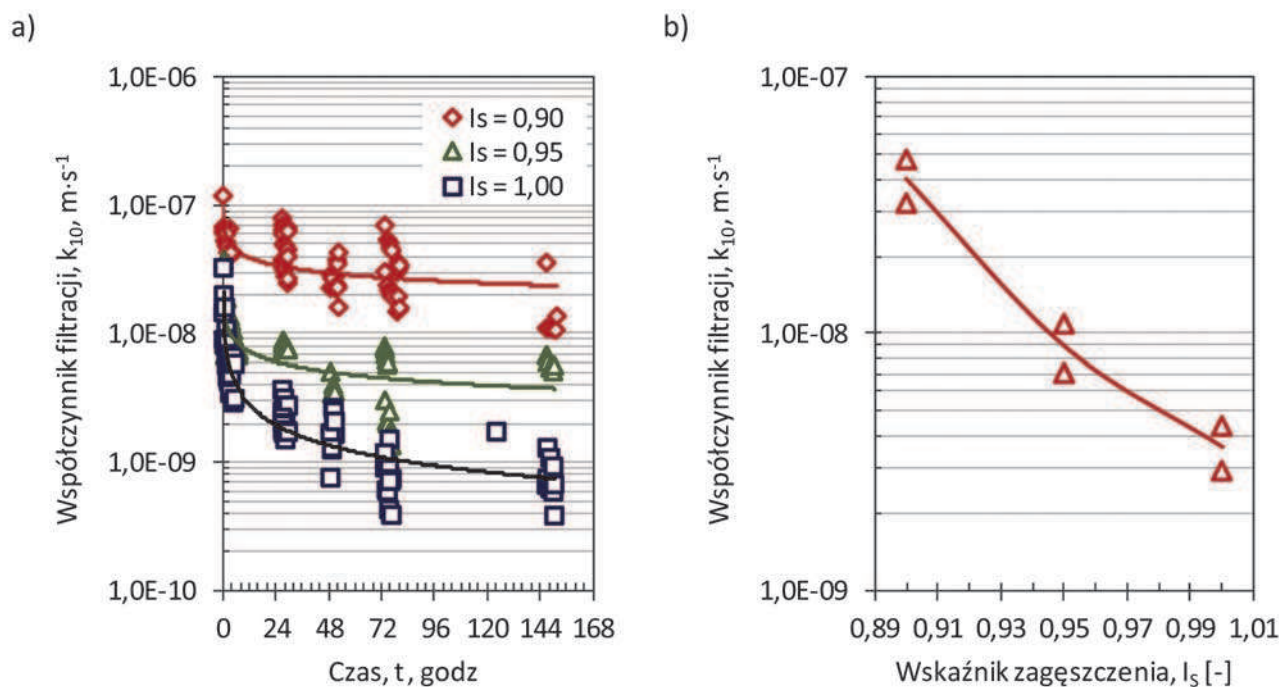 a)
1,0E-06
1,0E-07
1,0E-08
1,0E-09
1,0E-10
Współczynnik filtracji, k10, m·s-1
Is = 0,90
Is = 0,95
Is = 1,00
0 24 48 72 96 120 144 168
Czas, t, godz
b)
1,0E-07
1,0E-08
1,0E-09
Współczynnik filtracji, k10, m·s-1
0,89 0,91 0,93 0,95 0,97 0,99 1,01
Wskaźnik zagęszczenia, IS [-]